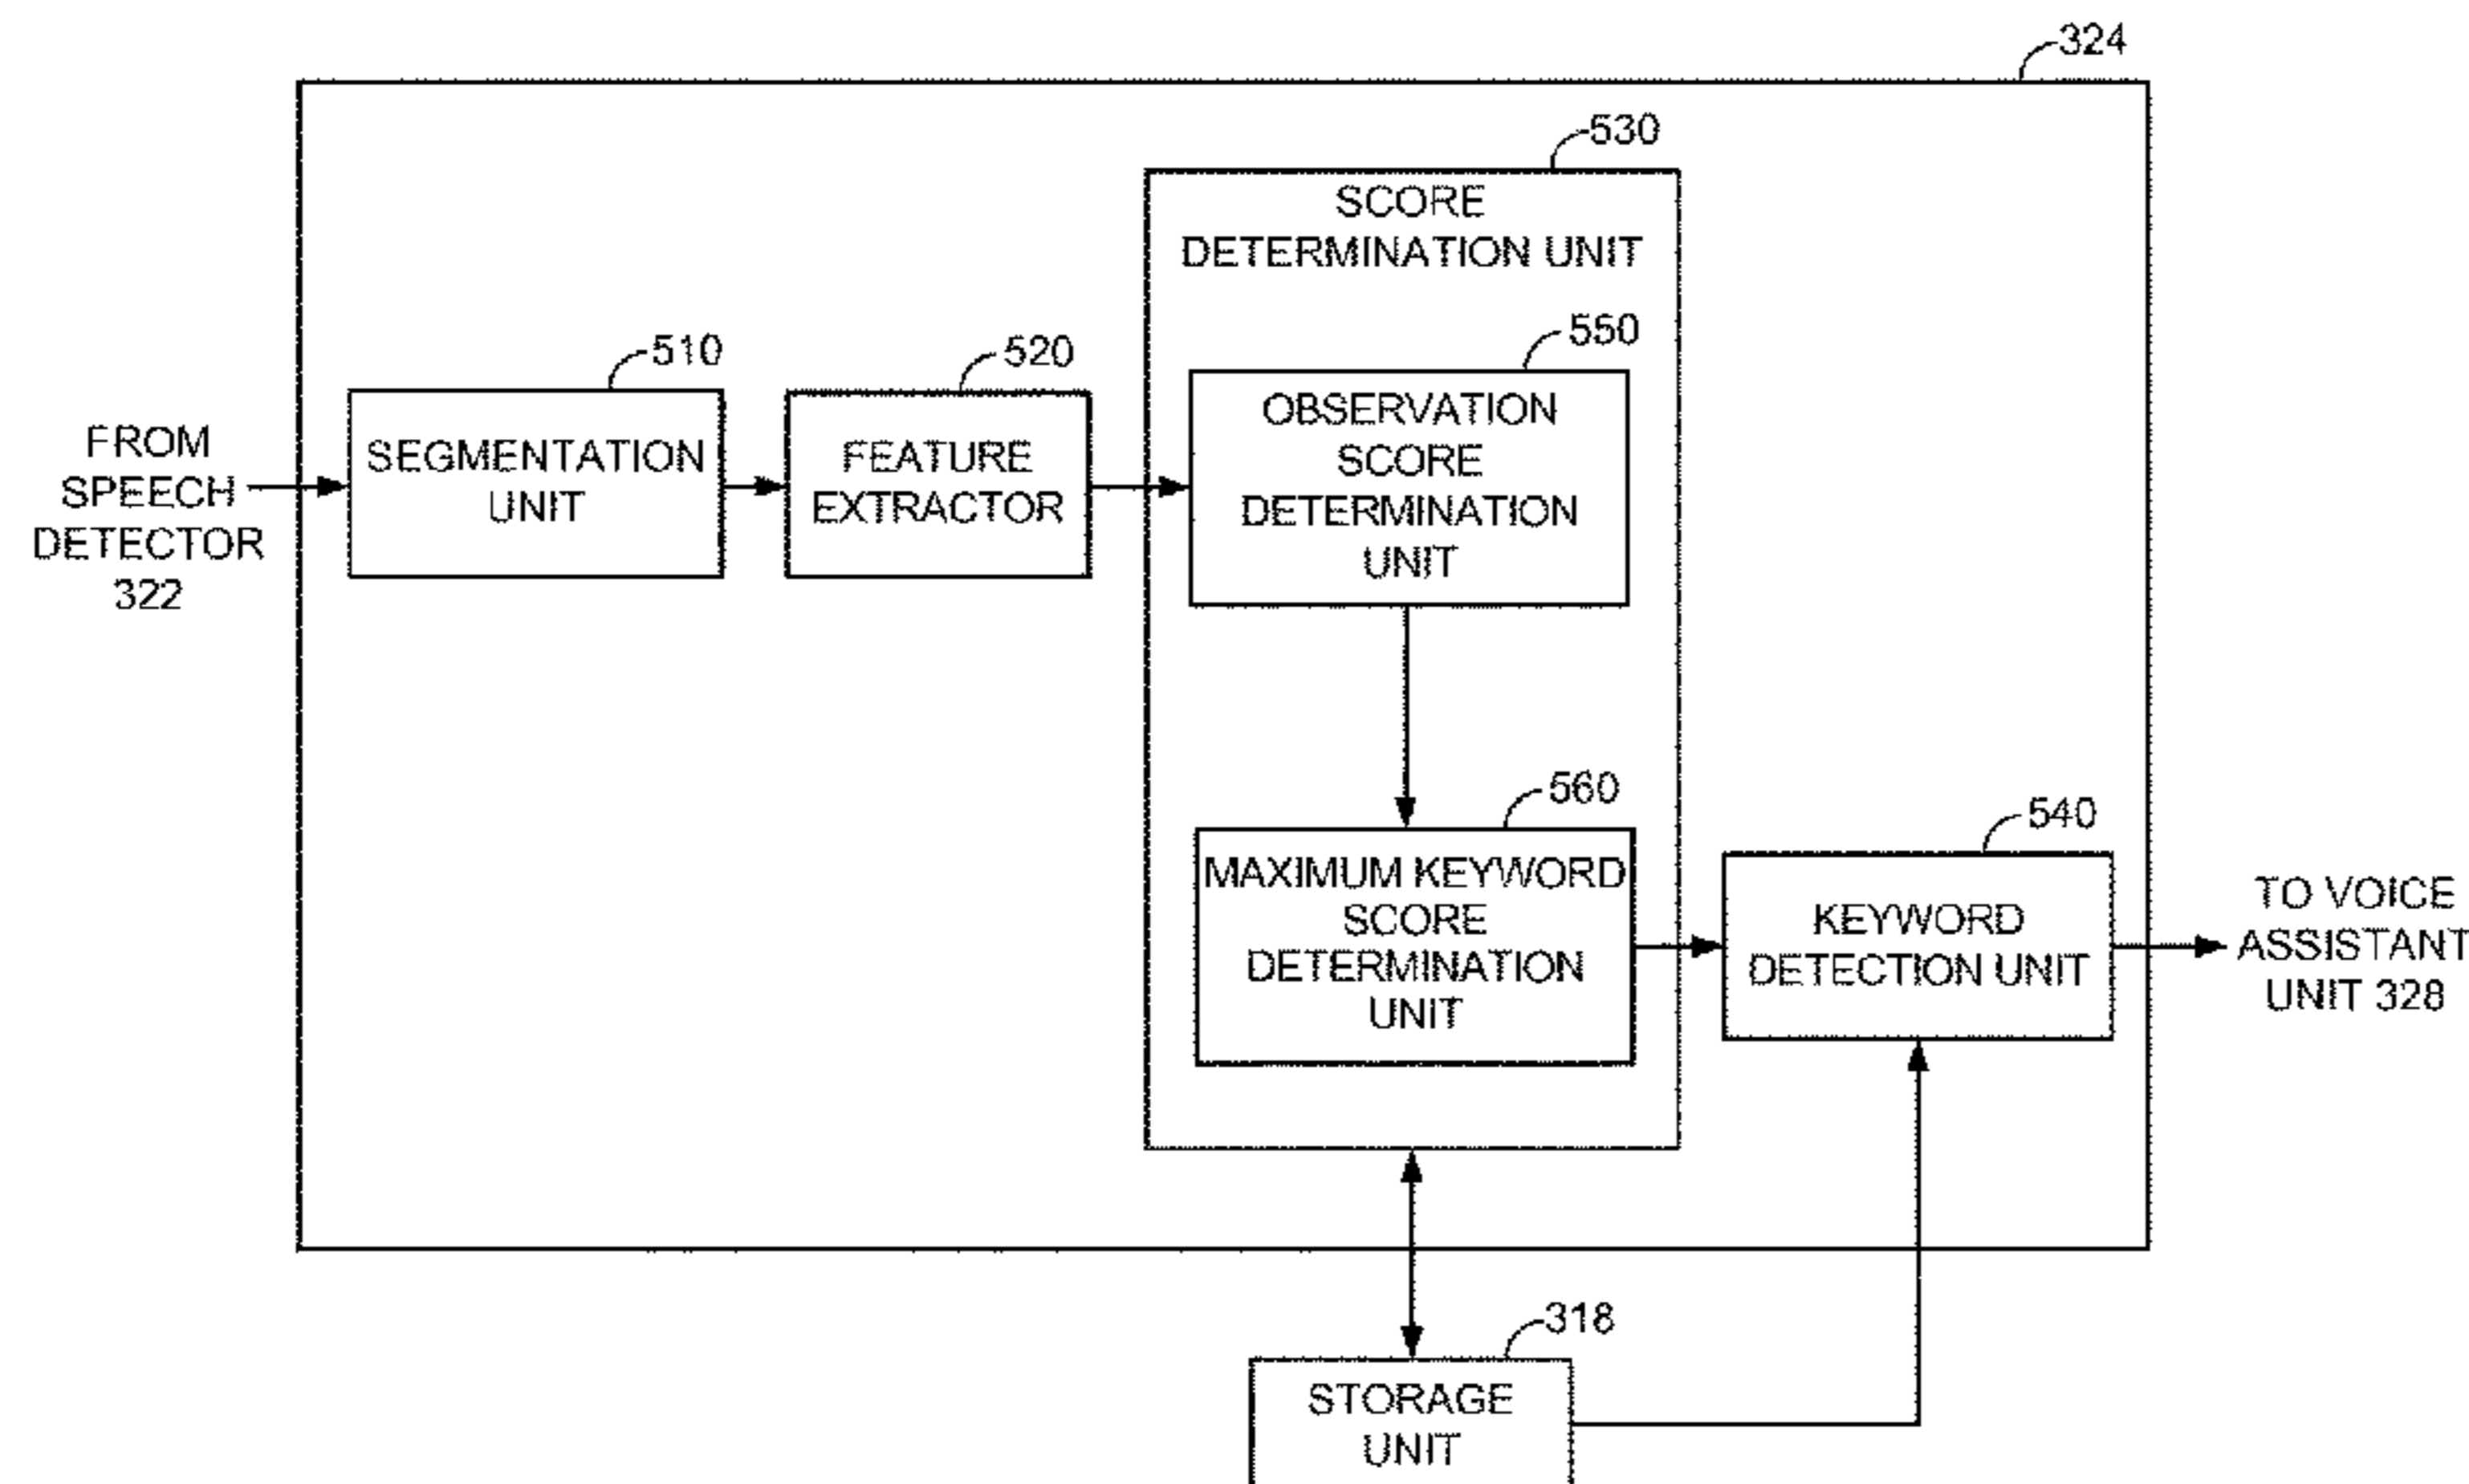 324
530
SCORE
DETERMINATION UNIT
510
520
550
FROM
SPEECH
DETECTOR
322
SEGMENTATION
UNIT
FEATURE
EXTRACTOR
OBSERVATION
SCORE
DETERMINATION
UNIT
560
540
MAXIMUM KEYWORD
SCORE
DETERMINATION
UNIT
KEYWORD
DETECTION UNIT
TO VOICE
ASSISTANT
UNIT 328
318
STORAGE
UNIT